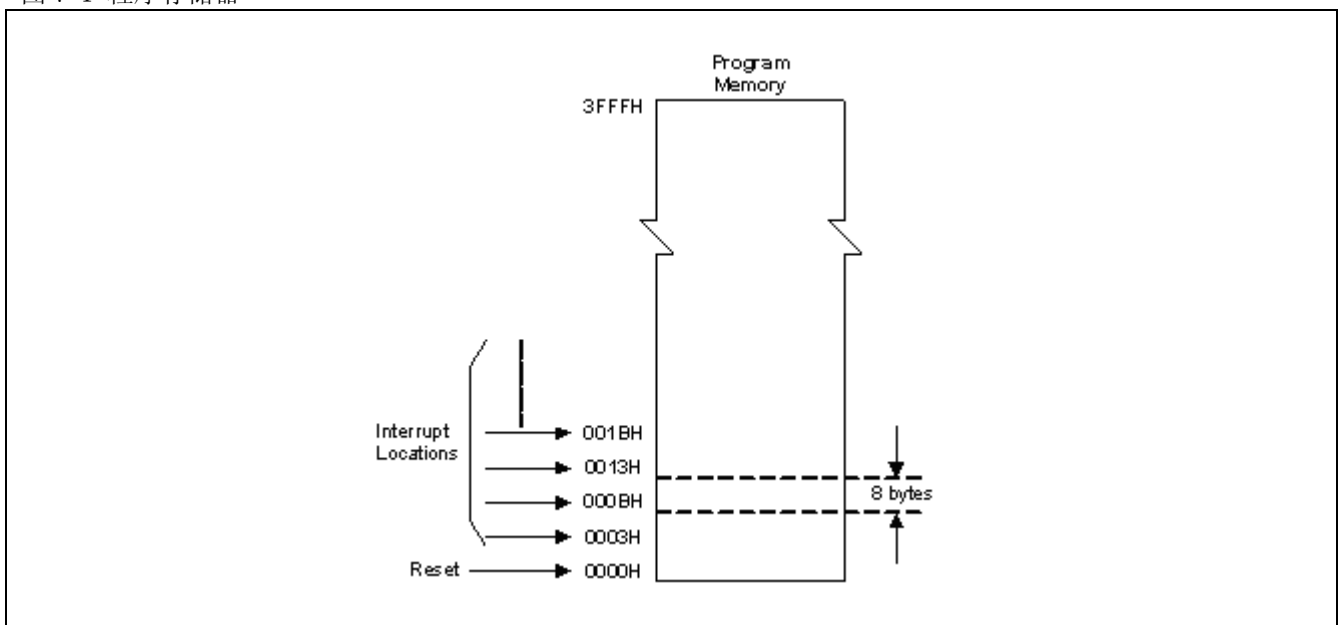 Program
Memory
3FFFH
Interrupt
Locations
001BH
0013H
000BH
0003H
Reset
0000H
8 bytes